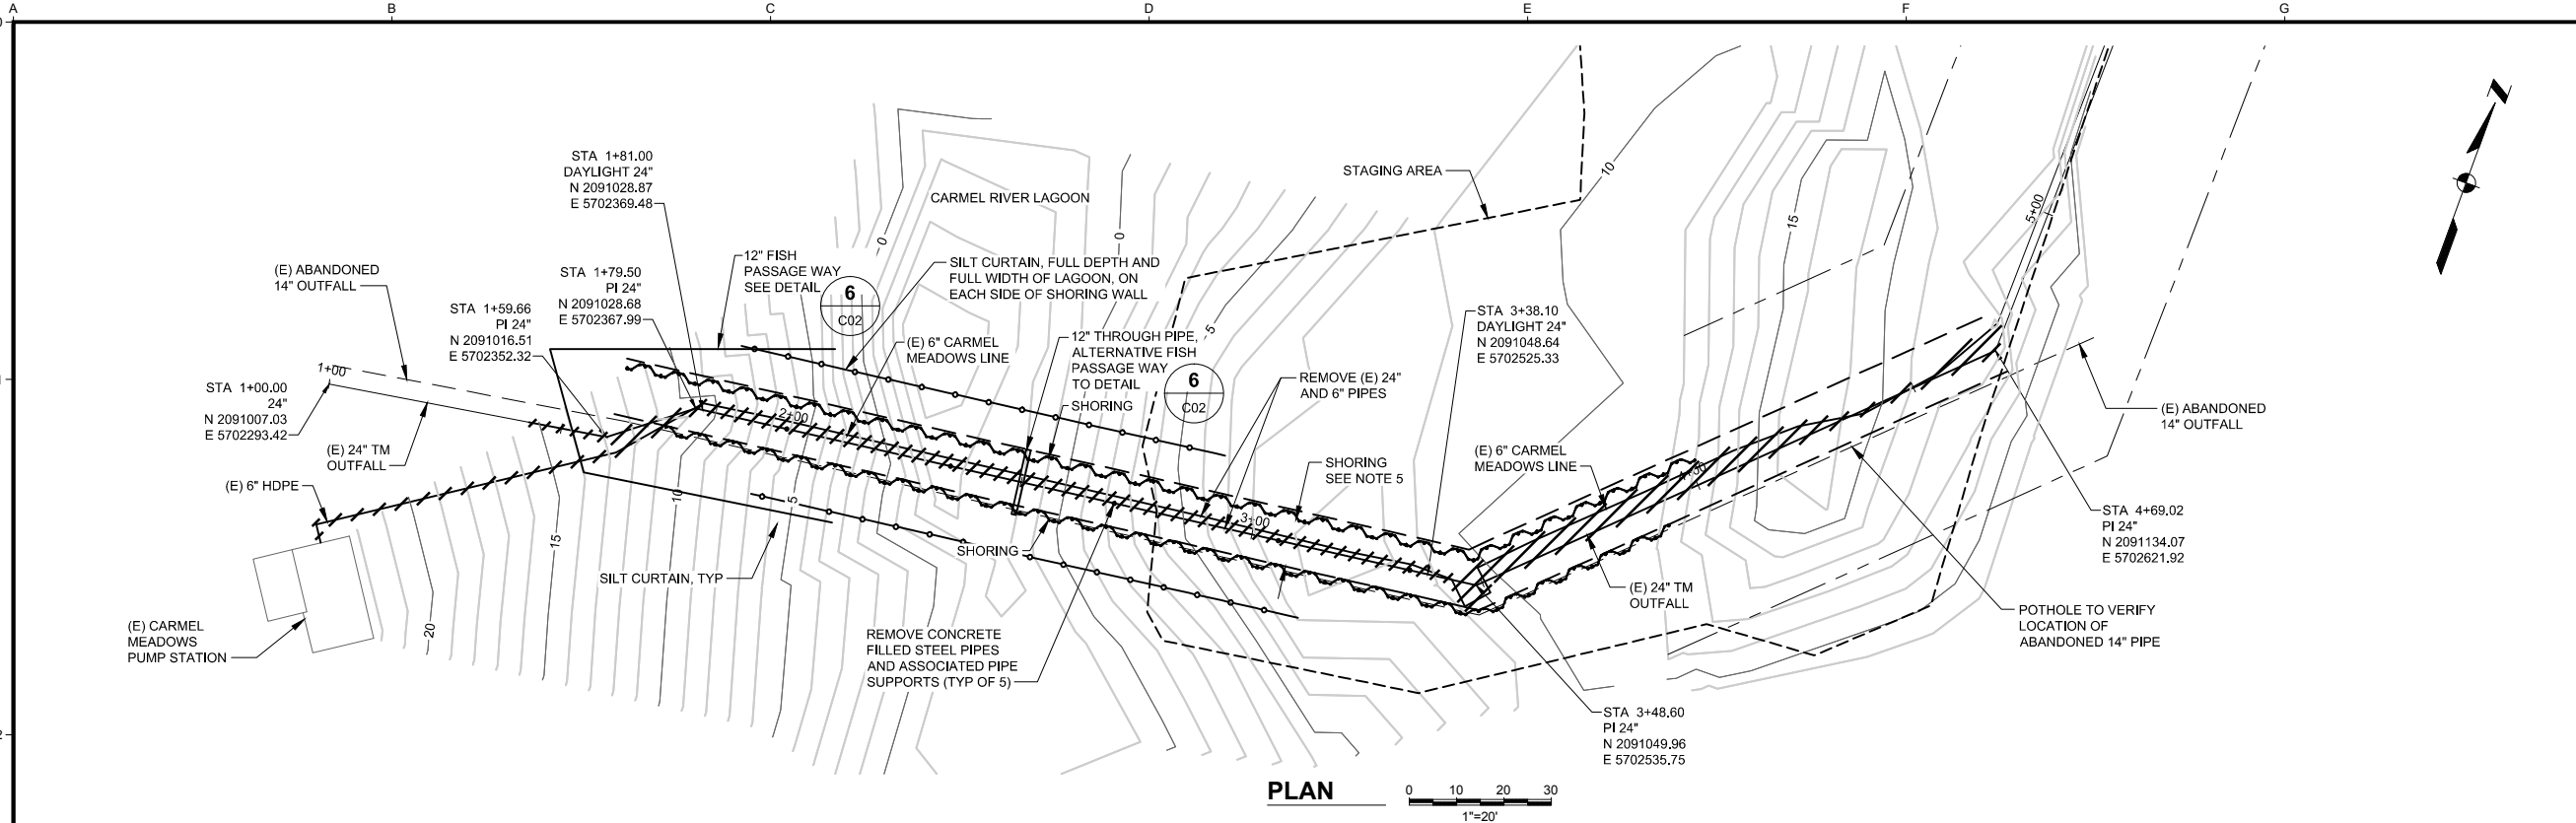 A
B
C
D
E
F
G
0
1
2
STA 1+81.00
DAYLIGHT 24"
N 2091028.87
E 5702369.48
CARMEL RIVER LAGOON
STAGING AREA
10
15
5+00
N
0
0
(E) ABANDONED
14" OUTFALL
STA 1+79.50
PI 24"
N 2091028.68
E 5702367.99
12" FISH
PASSAGE WAY
SEE DETAIL
6
C02
SILT CURTAIN, FULL DEPTH AND
FULL WIDTH OF LAGOON, ON
EACH SIDE OF SHORING WALL
STA 1+59.66
PI 24"
N 2091016.51
E 5702352.32
5
(E) 6" CARMEL
MEADOWS LINE
12" THROUGH PIPE,
ALTERNATIVE FISH
PASSAGE WAY
TO DETAIL
6
C02
STA 3+38.10
DAYLIGHT 24"
N 2091048.64
E 5702525.33
REMOVE (E) 24"
AND 6" PIPES
1+00
STA 1+00.00
24"
N 2091007.03
E 5702293.42
2+00
SHORING
(E) ABANDONED
14" OUTFALL
(E) 24" TM
OUTFALL
(E) 6" HDPE
SHORING
SEE NOTE 5
(E) 6" CARMEL
MEADOWS LINE
10
5
15
3+00
SHORING
STA 4+69.02
PI 24"
N 2091134.07
E 5702621.92
SILT CURTAIN, TYP
(E) 24" TM
OUTFALL
20
(E) CARMEL
MEADOWS
PUMP STATION
REMOVE CONCRETE
FILLED STEEL PIPES
AND ASSOCIATED PIPE
SUPPORTS (TYP OF 5)
POTHOLE TO VERIFY
LOCATION OF
ABANDONED 14" PIPE
STA 3+48.60
PI 24"
N 2091049.96
E 5702535.75
PLAN
0 10 20 30
1"=20'